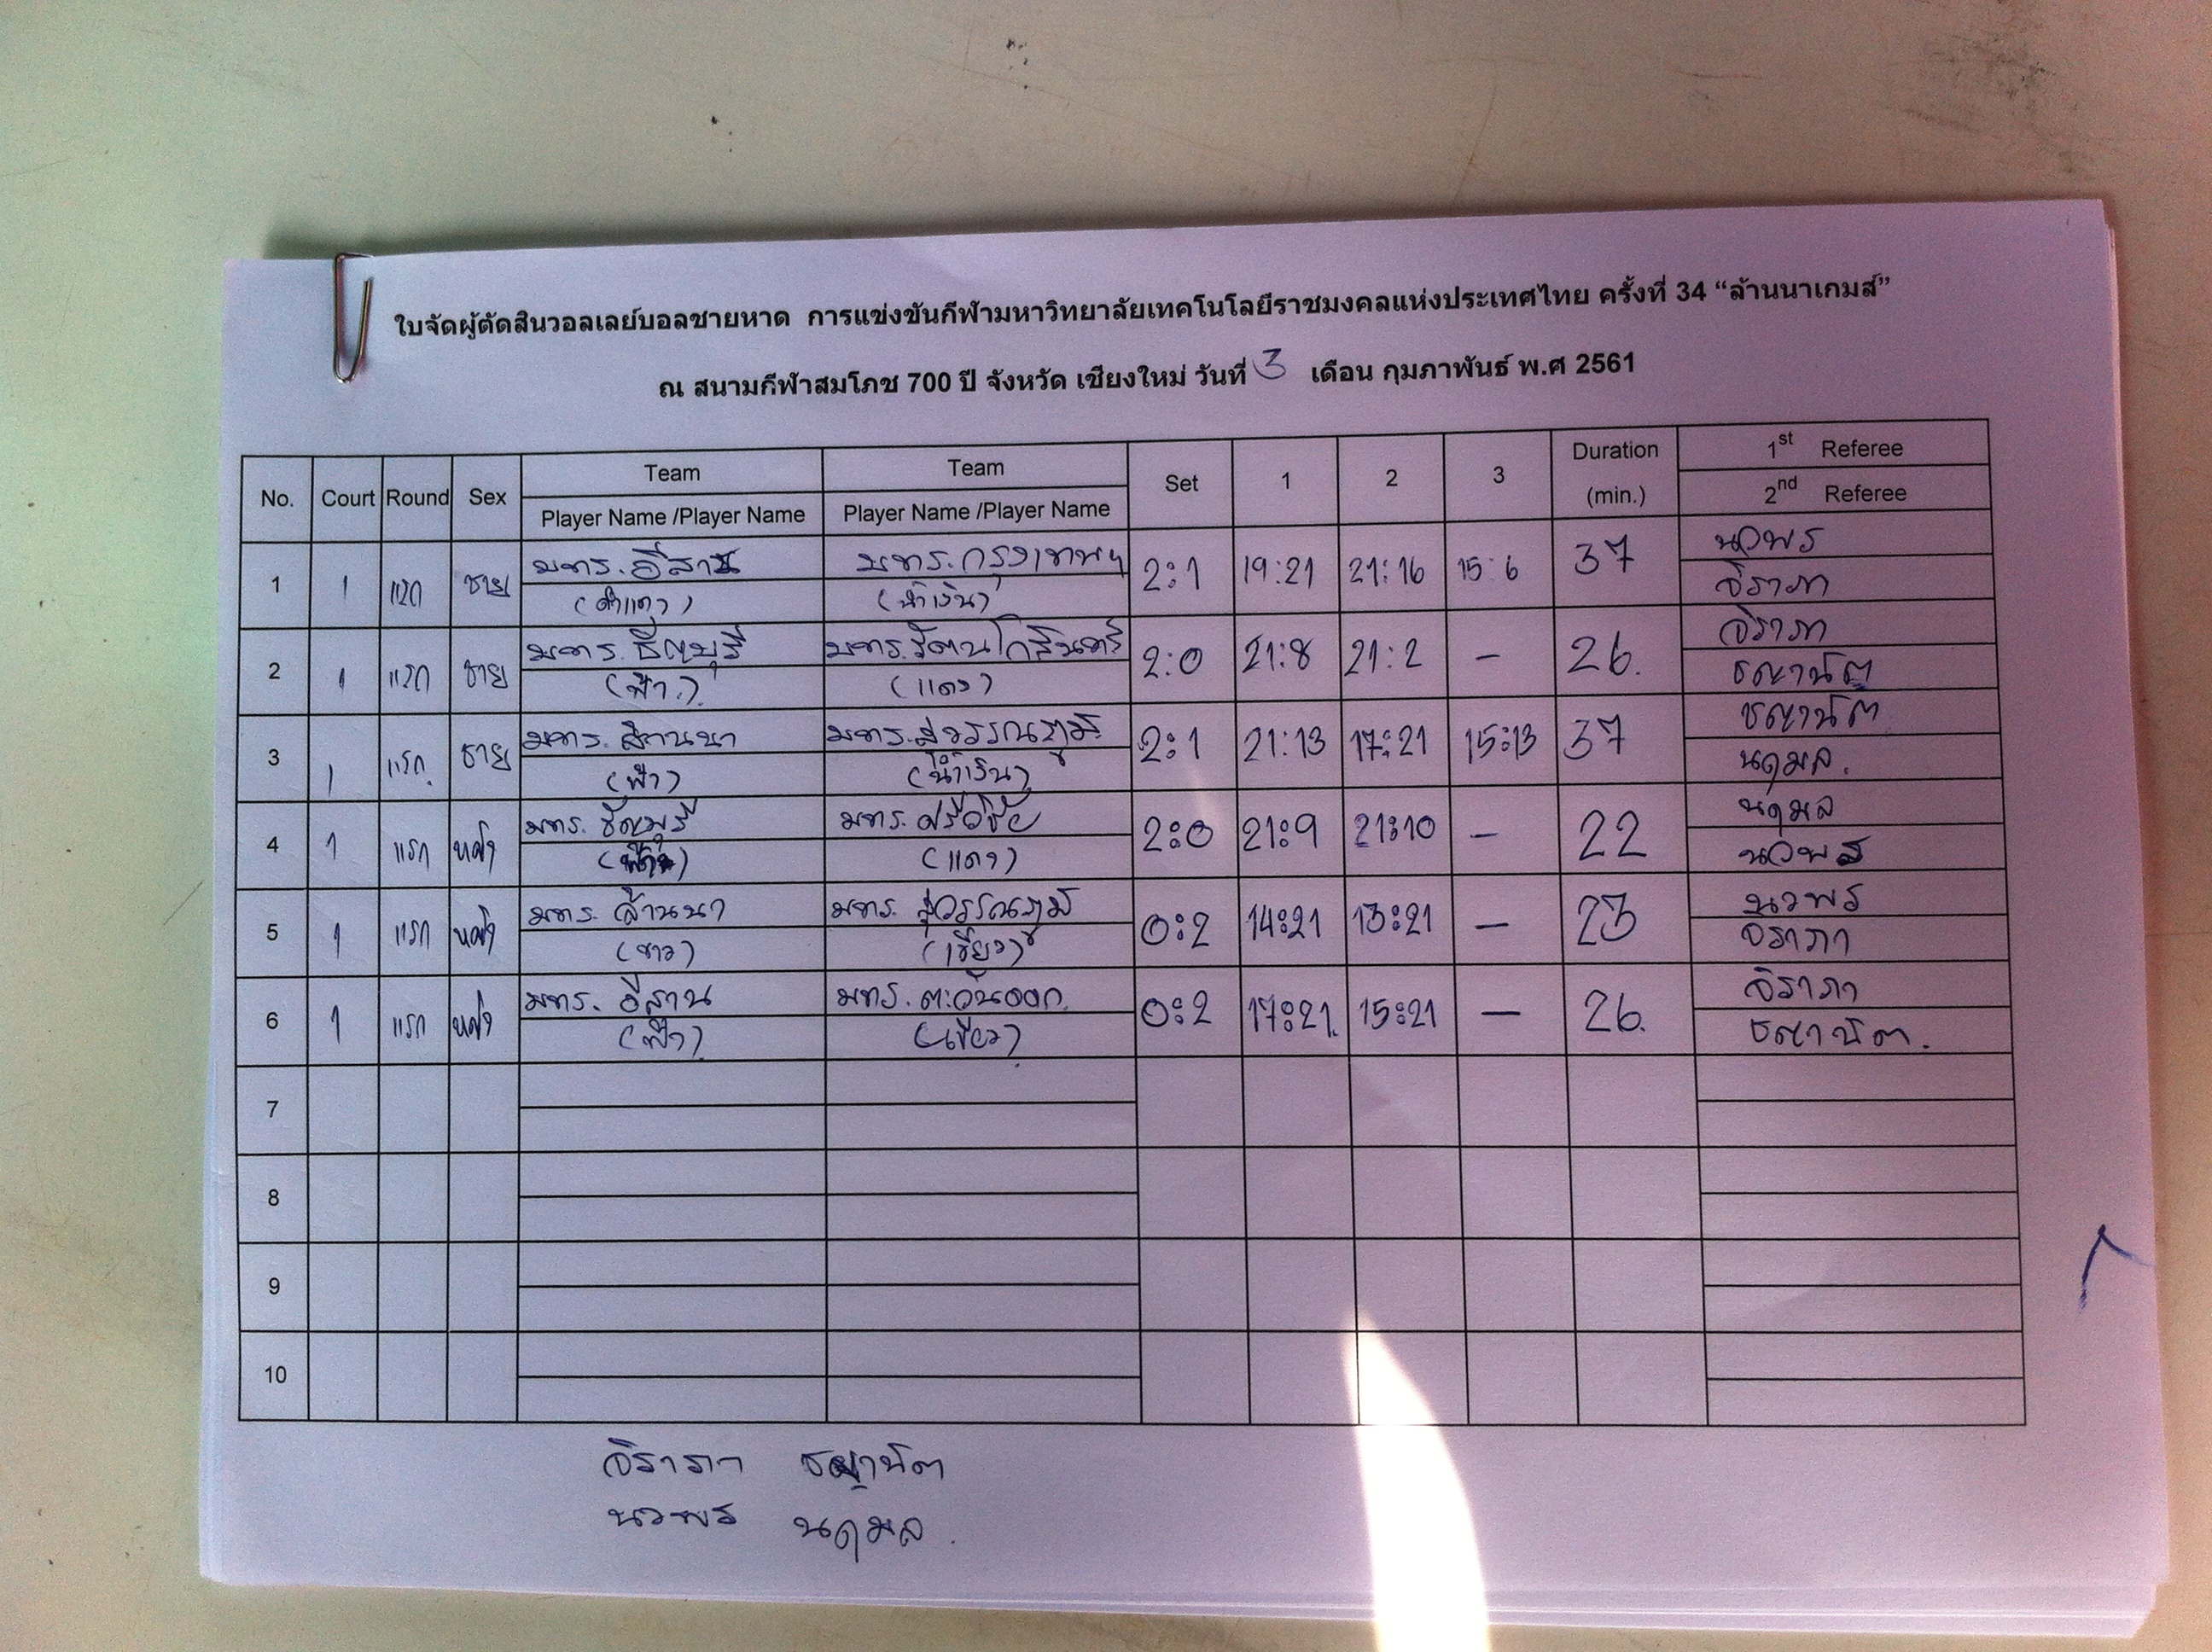 ใบจัดผู้ตัดสินวอลเลย์บอลชายหาด การแข่งขันกีฬามหาวิทยาลัยเทคโนโลยีราชมงคลแห่งประเทศไทย ครั้งที่ 34 “ล้านนาเกมส์”
ณ สนามกีฬาสมโภช 700 ปี จังหวัด เชียงใหม่ วันที่ 3 เดือน กุมภาพันธ์ พ.ศ 2561
No. Court Round Sex Team Team Set 1 2 3 Duration (min.) 1st Referee
Player Name /Player Name Player Name /Player Name 2nd Referee
1 1 แรก ชาย มทร.อีสาน มทร.กรุงเทพฯ 2:1 19:21 21:16 15:6 37 นวพร
(ดำแดง) (น้ำเงิน) จิราภา
2 1 แรก ชาย มทร.ธัญบุรี มทร.รัตนโกสินทร์ 2:0 21:8 21:2 - 26. จิราภา
(ฟ้า) (แดง) ธญานัต
3 1 แรก ชาย มทร.ล้านนา มทร.สุวรรณภูมิ 2:1 21:13 17:21 15:13 37 ธญานัต
(ฟ้า) (น้ำเงิน) นฤมล.
4 1 แรก หญิง มทร. ธัญบุรี มทร. ศรีวิชัย 2:0 21:9 21:10 - 22 นฤมล
(แดง) นวพร
5 1 แรก หญิง มทร. ล้านนา มทร. สุวรรณภูมิ 0:2 14:21 13:21 - 23 นวพร
(ขาว) (เขียว) จิราภา
6 1 แรก หญิง มทร. อีสาน มทร. ตะวันออก. 0:2 17:21. 15:21 - 26. จิราภา
(ฟ้า) (เขียว) ธญานัต.
7
8
9
10
จิราภา ธญานัต
นวพร นฤมล.